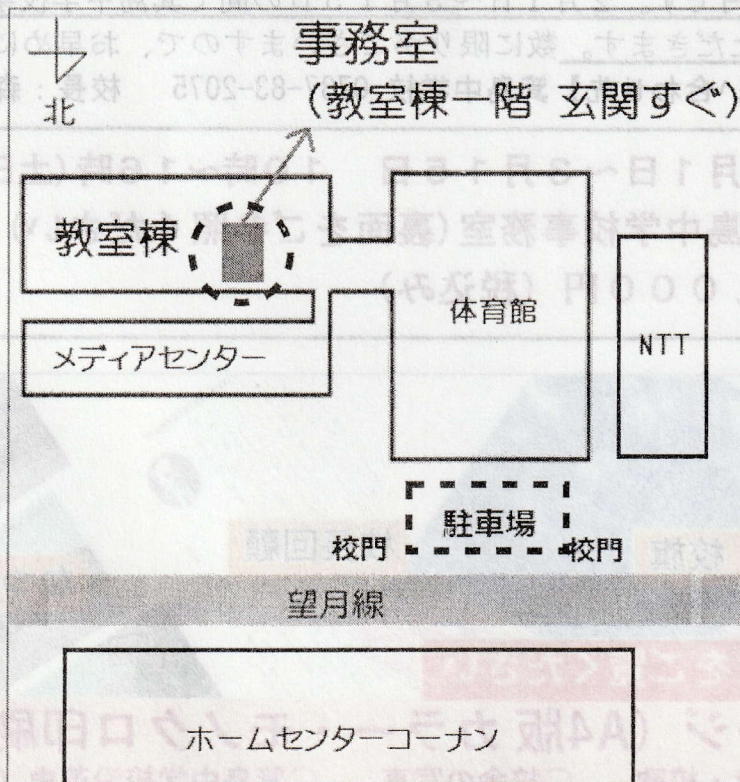 事務室
(教室棟一階 玄関すぐ)
北
教室棟
体育館
NTT
メディアセンター
駐車場
校門
校門
望月線
ホームセンターコーナン